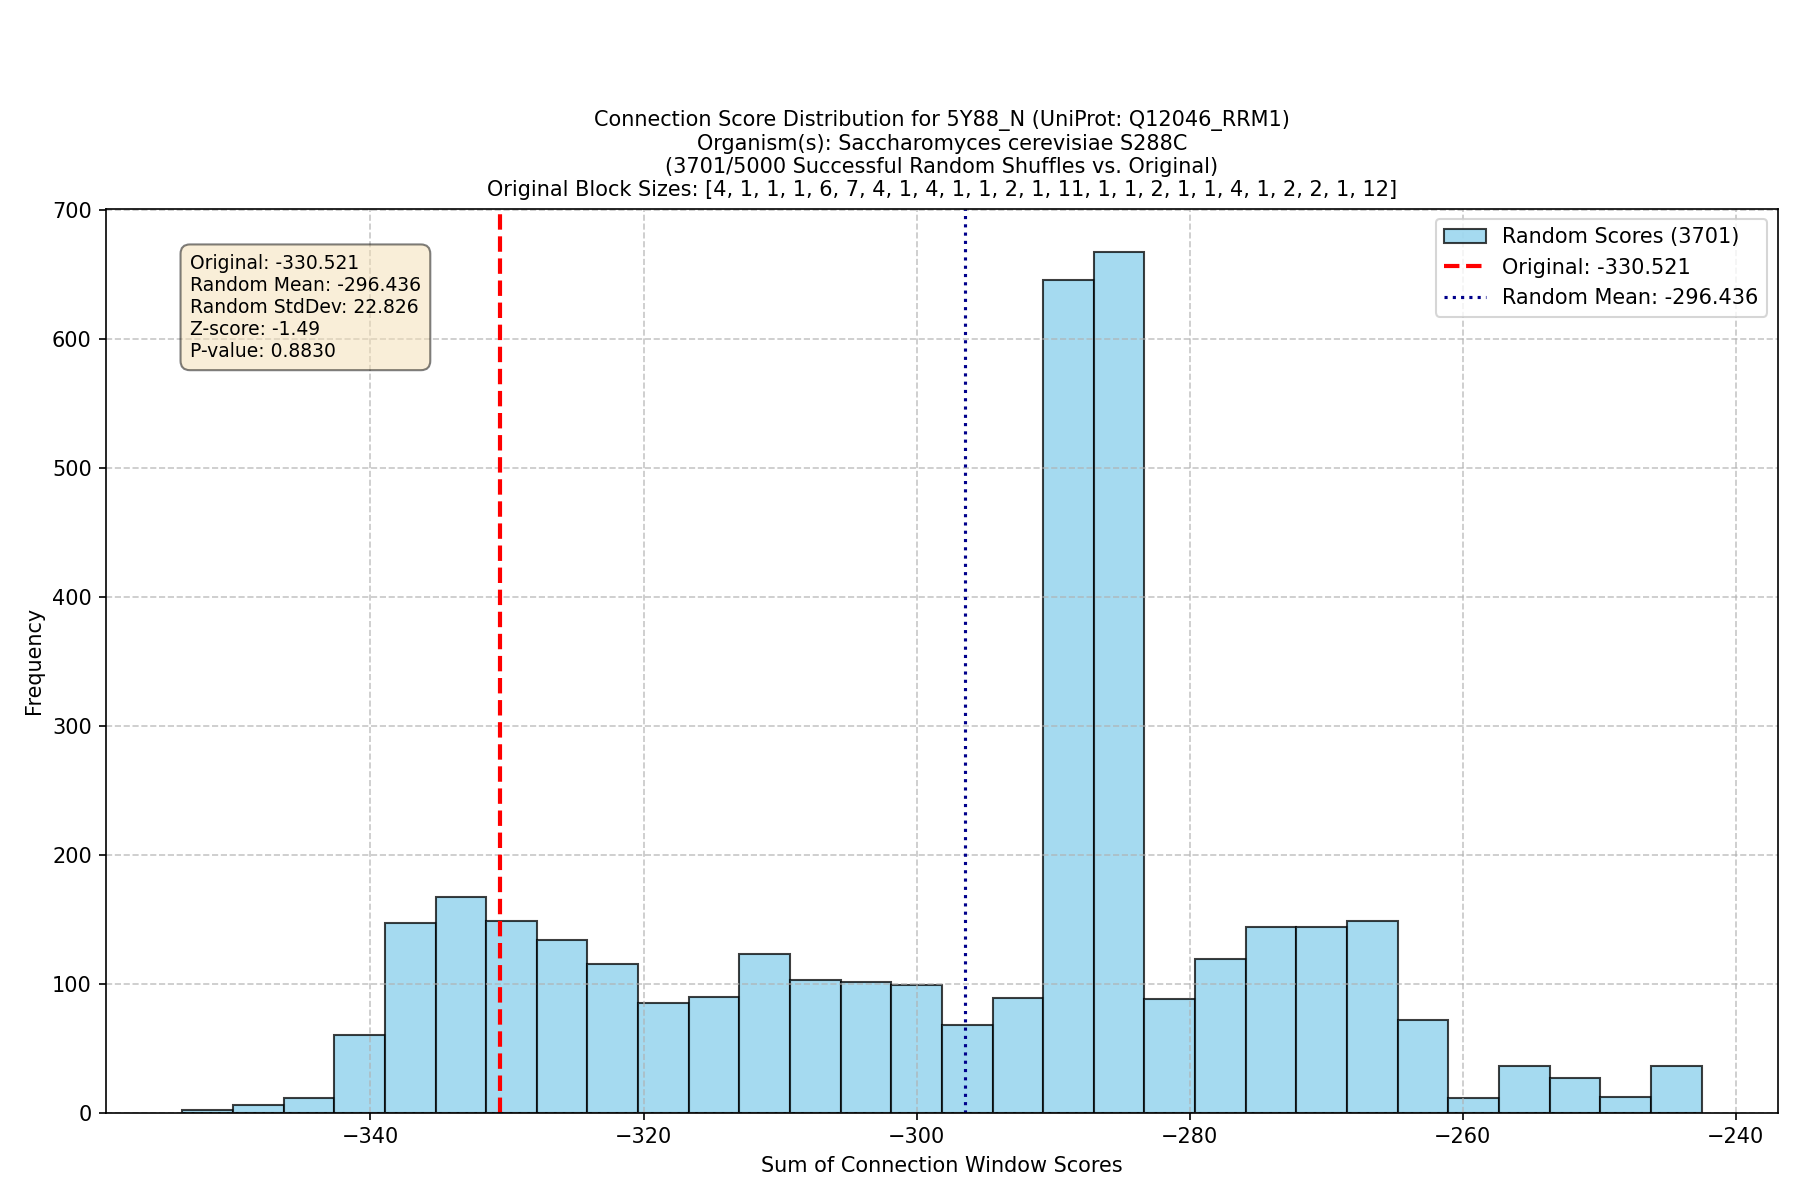 Connection Score Distribution for 5Y88_N (UniProt: Q12046_RRM1)
Organism(s): Saccharomyces cerevisiae S288C
(3701/5000 Successful Random Shuffles vs. Original)
Original Block Sizes: [4, 1, 1, 1, 6, 7, 4, 1, 4, 1, 1, 2, 1, 11, 1, 1, 2, 1, 1, 4, 1, 2, 2, 1, 12]
Original: -330.521
Random Mean: -296.436
Random StdDev: 22.826
Z-score: -1.49
P-value: 0.8830
Random Scores (3701)
Original: -330.521
Random Mean: -296.436
Frequency
700
600
500
400
300
200
100
0
−340
−320
−300
−280
−260
−240
Sum of Connection Window Scores